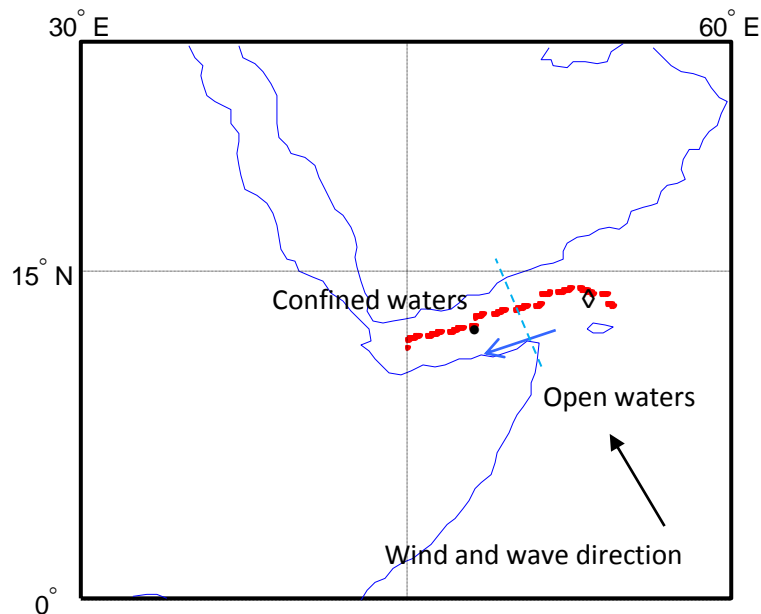 30° E 60° E
15° N
Confined waters
Open waters
Wind and wave direction
0°